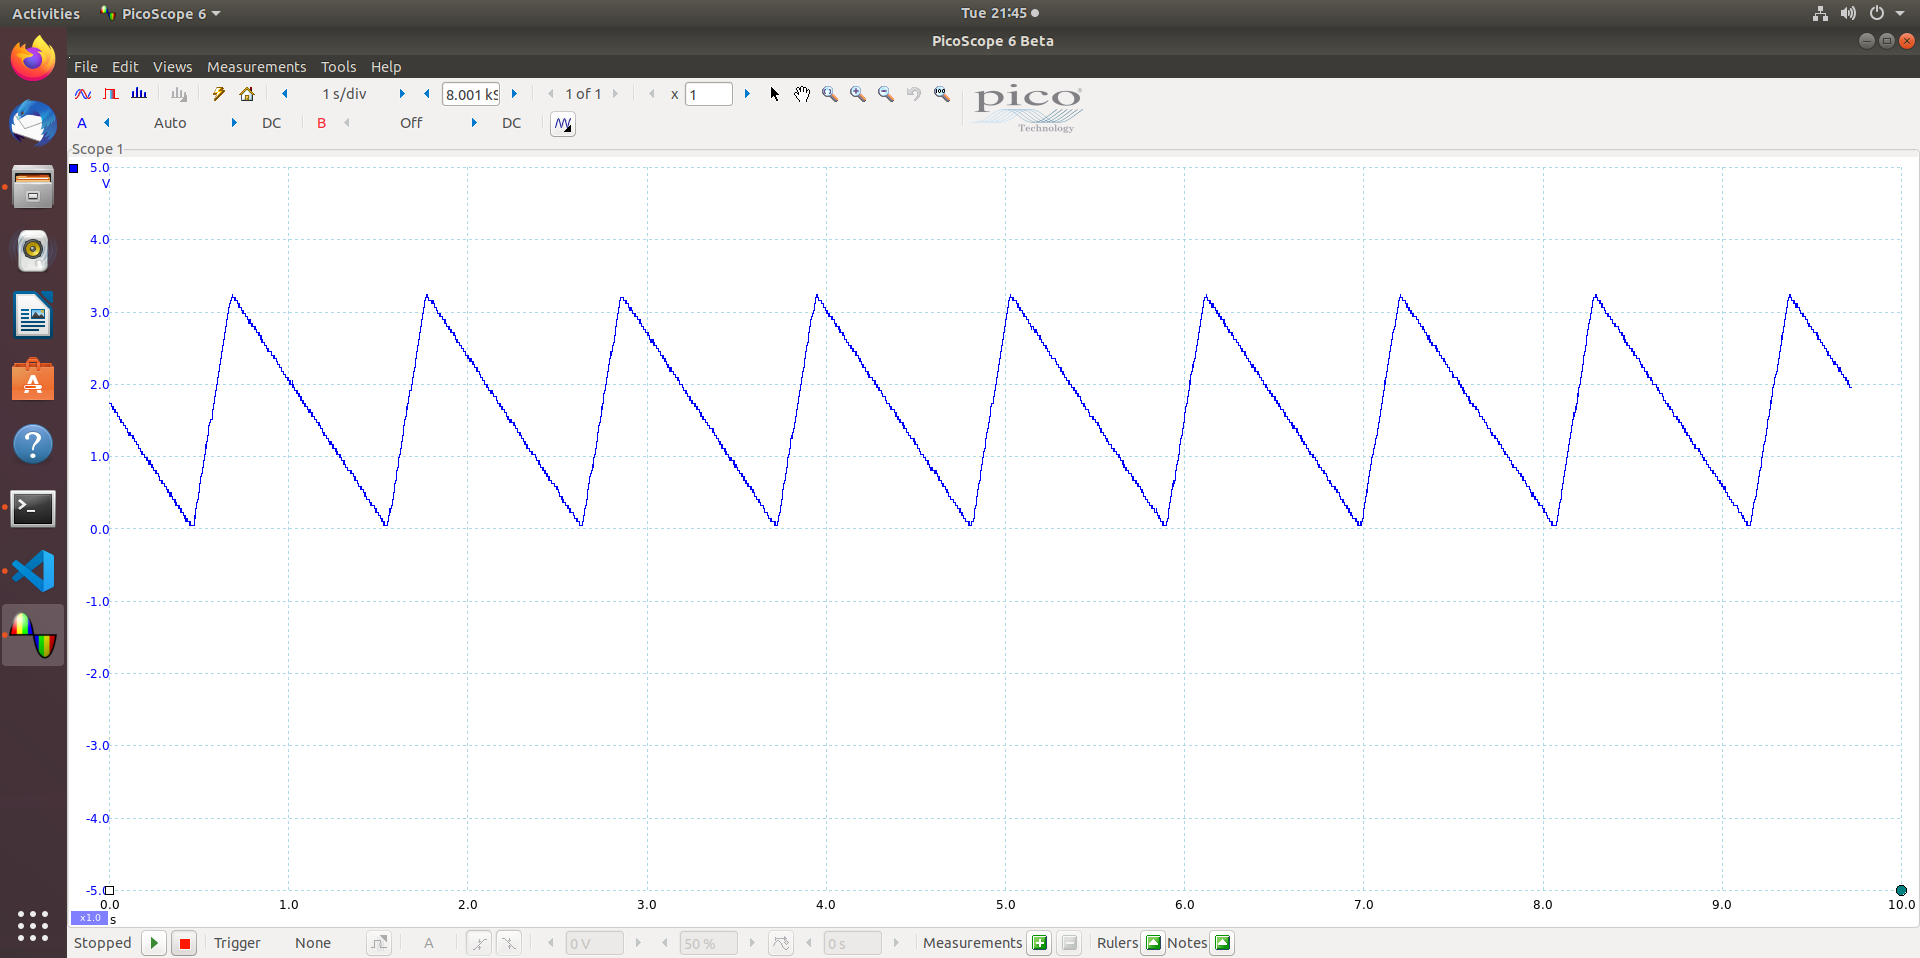 Activities PicoScope 6 Tue 21:45
PicoScope 6 Beta
File Edit Views Measurements Tools Help
1 s/div 8.001 kS 1 of 1 x 1
pico
Technology
A Auto DC B Off DC
Scope 1
5.0
V
4.0
3.0
2.0
1.0
0.0
-1.0
-2.0
-3.0
-4.0
-5.0
0.0 1.0 2.0 3.0 4.0 5.0 6.0 7.0 8.0 9.0 10.0
x1.0 s
Stopped Trigger None A 0 V 50 % 0 s Measurements Rulers Notes